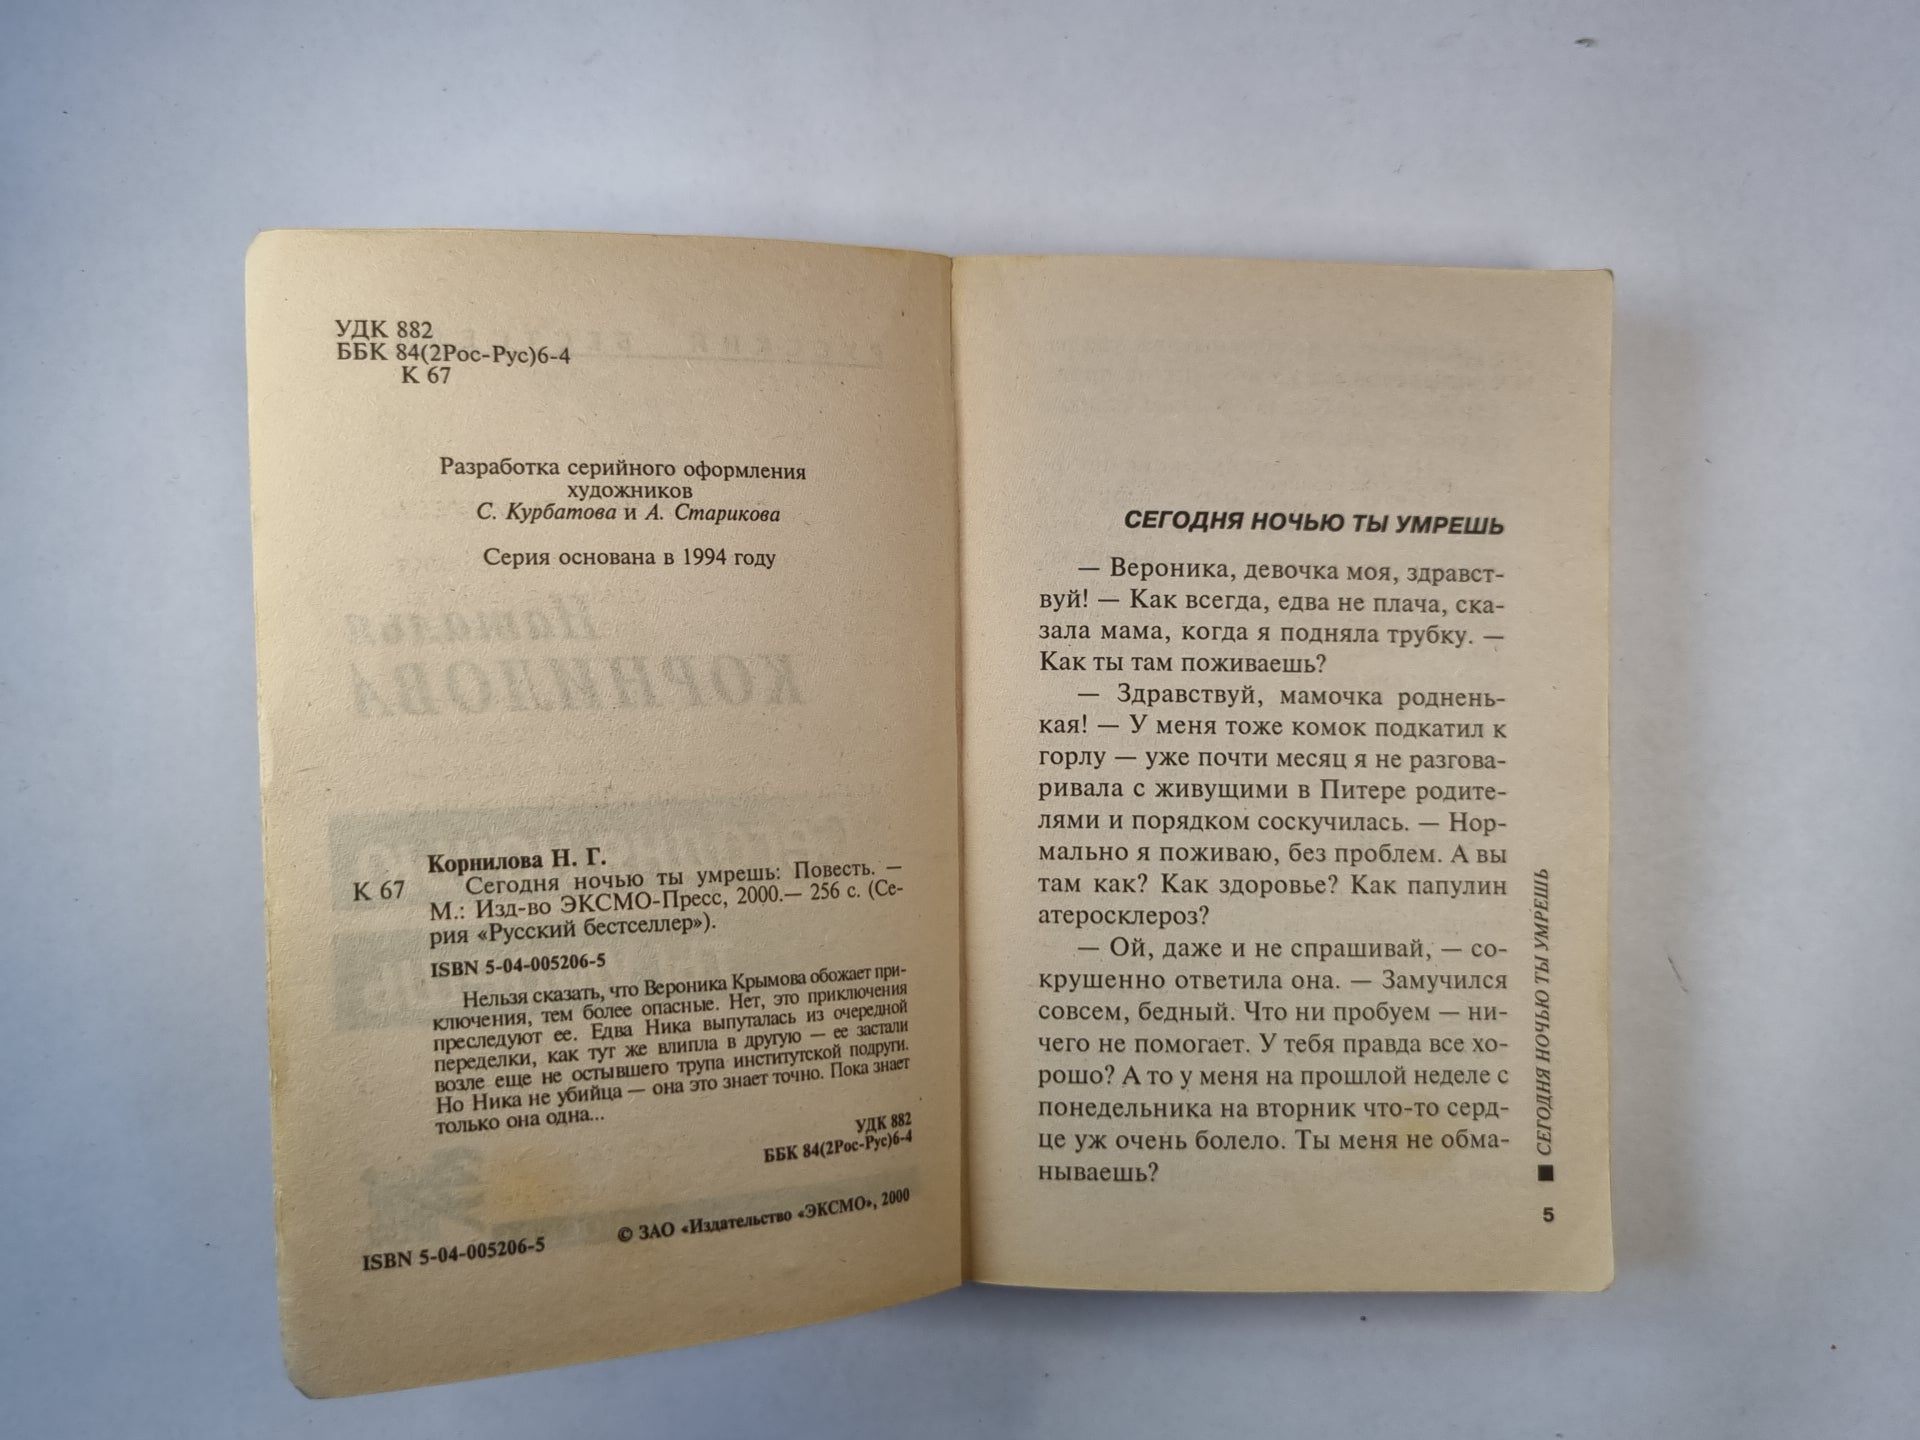 УДК 882
ББК 84(2Рос-Рус)6-4
К 67
Разработка серийного оформления
художников
С. Курбатова и А. Старикова
Серия основана в 1994 году
Корнилова Н. Г.
К 67 Сегодня ночью ты умрешь: Повесть. —
М.: Изд-во ЭКСМО-Пресс, 2000.— 256 с. (Се-
рия «Русский бестселлер»).
ISBN 5-04-005206-5
Нельзя сказать, что Вероника Крымова обожает при-
ключения, тем более опасные. Нет, это приключения
преследуют ее. Едва Ника выпуталась из очередной
переделки, как тут же влипла в другую — ее застали
возле еще не остывшего трупа институтской подруги.
Но Ника не убийца — она это знает точно. Пока знает
только она одна...
УДК 882
ББК 84(2Рос-Рус)6-4
© ЗАО «Издательство «ЭКСМО», 2000
ISBN 5-04-005206-5
СЕГОДНЯ НОЧЬЮ ТЫ УМРЕШЬ
— Вероника, девочка моя, здравст-
вуй! — Как всегда, едва не плача, ска-
зала мама, когда я подняла трубку. —
Как ты там поживаешь?
— Здравствуй, мамочка роднень-
кая! — У меня тоже комок подкатил к
горлу — уже почти месяц я не разгова-
ривала с живущими в Питере родите-
лями и порядком соскучилась. — Нор-
мально я поживаю, без проблем. А вы
там как? Как здоровье? Как папулин
атеросклероз?
— Ой, даже и не спрашивай, — со-
крушенно ответила она. — Замучился
совсем, бедный. Что ни пробуем — ни-
чего не помогает. У тебя правда все хо-
рошо? А то у меня на прошлой неделе с
понедельника на вторник что-то серд-
це уж очень болело. Ты меня не обма-
нываешь?
■ СЕГОДНЯ НОЧЬЮ ТЫ УМРЕШЬ
5